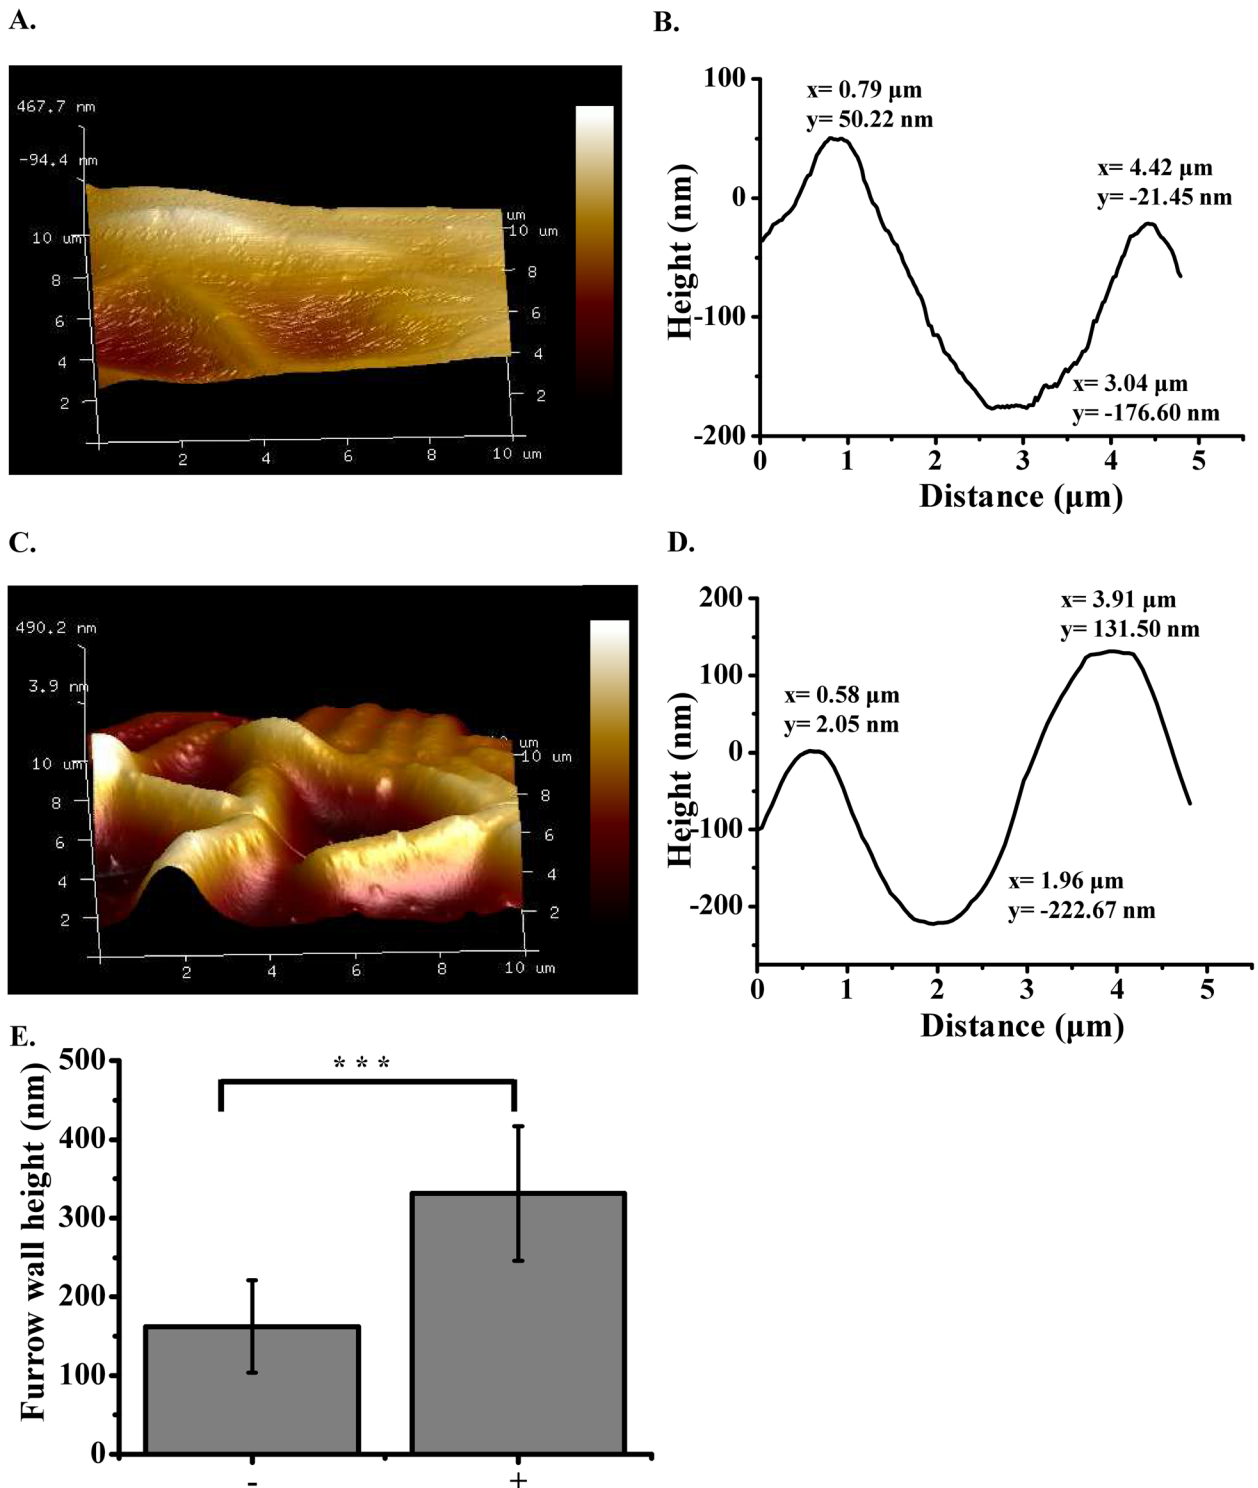 A.
467.7 nm
-94.4 nm
10 um
8
6
4
2
um
10 um
8
6
4
2
2
4
6
8
10 um
B.
100
0
-100
-200
Height (nm)
x= 0.79 µm
y= 50.22 nm
x= 4.42 µm
y= -21.45 nm
x= 3.04 µm
y= -176.60 nm
0 1 2 3 4 5
Distance (µm)
C.
490.2 nm
3.9 nm
10 um
8
6
4
2
10 um
10 um
8
6
4
2
2
4
6
8
10 um
D.
200
100
0
-100
-200
Height (nm)
x= 3.91 µm
y= 131.50 nm
x= 0.58 µm
y= 2.05 nm
x= 1.96 µm
y= -222.67 nm
0 1 2 3 4 5
Distance (µm)
E.
500
400
300
200
100
0
Furrow wall height (nm)
* * *
- +